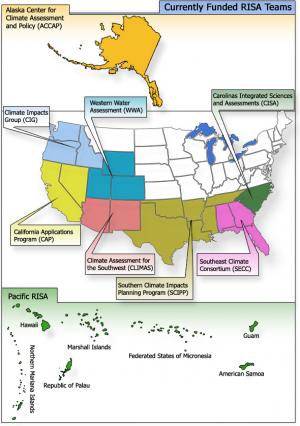 Alaska Center for
Climate Assessment
and Policy (ACCAP)
Currently Funded RISA Teams
Carolinas Integrated Sciences
and Assessments (CISA)
Western Water
Assessment (WWA)
Climate Impacts
Group (CIG)
California Applications
Program (CAP)
Climate Assessment for
the Southwest (CLIMAS)
Southeast Climate
Consortium (SECC)
Southern Climate Impacts
Planning Program (SCIPP)
Pacific RISA
Hawaii
Guam
Marshall Islands
Federated States of Micronesia
Northern Mariana Islands
Republic of Palau
American Samoa